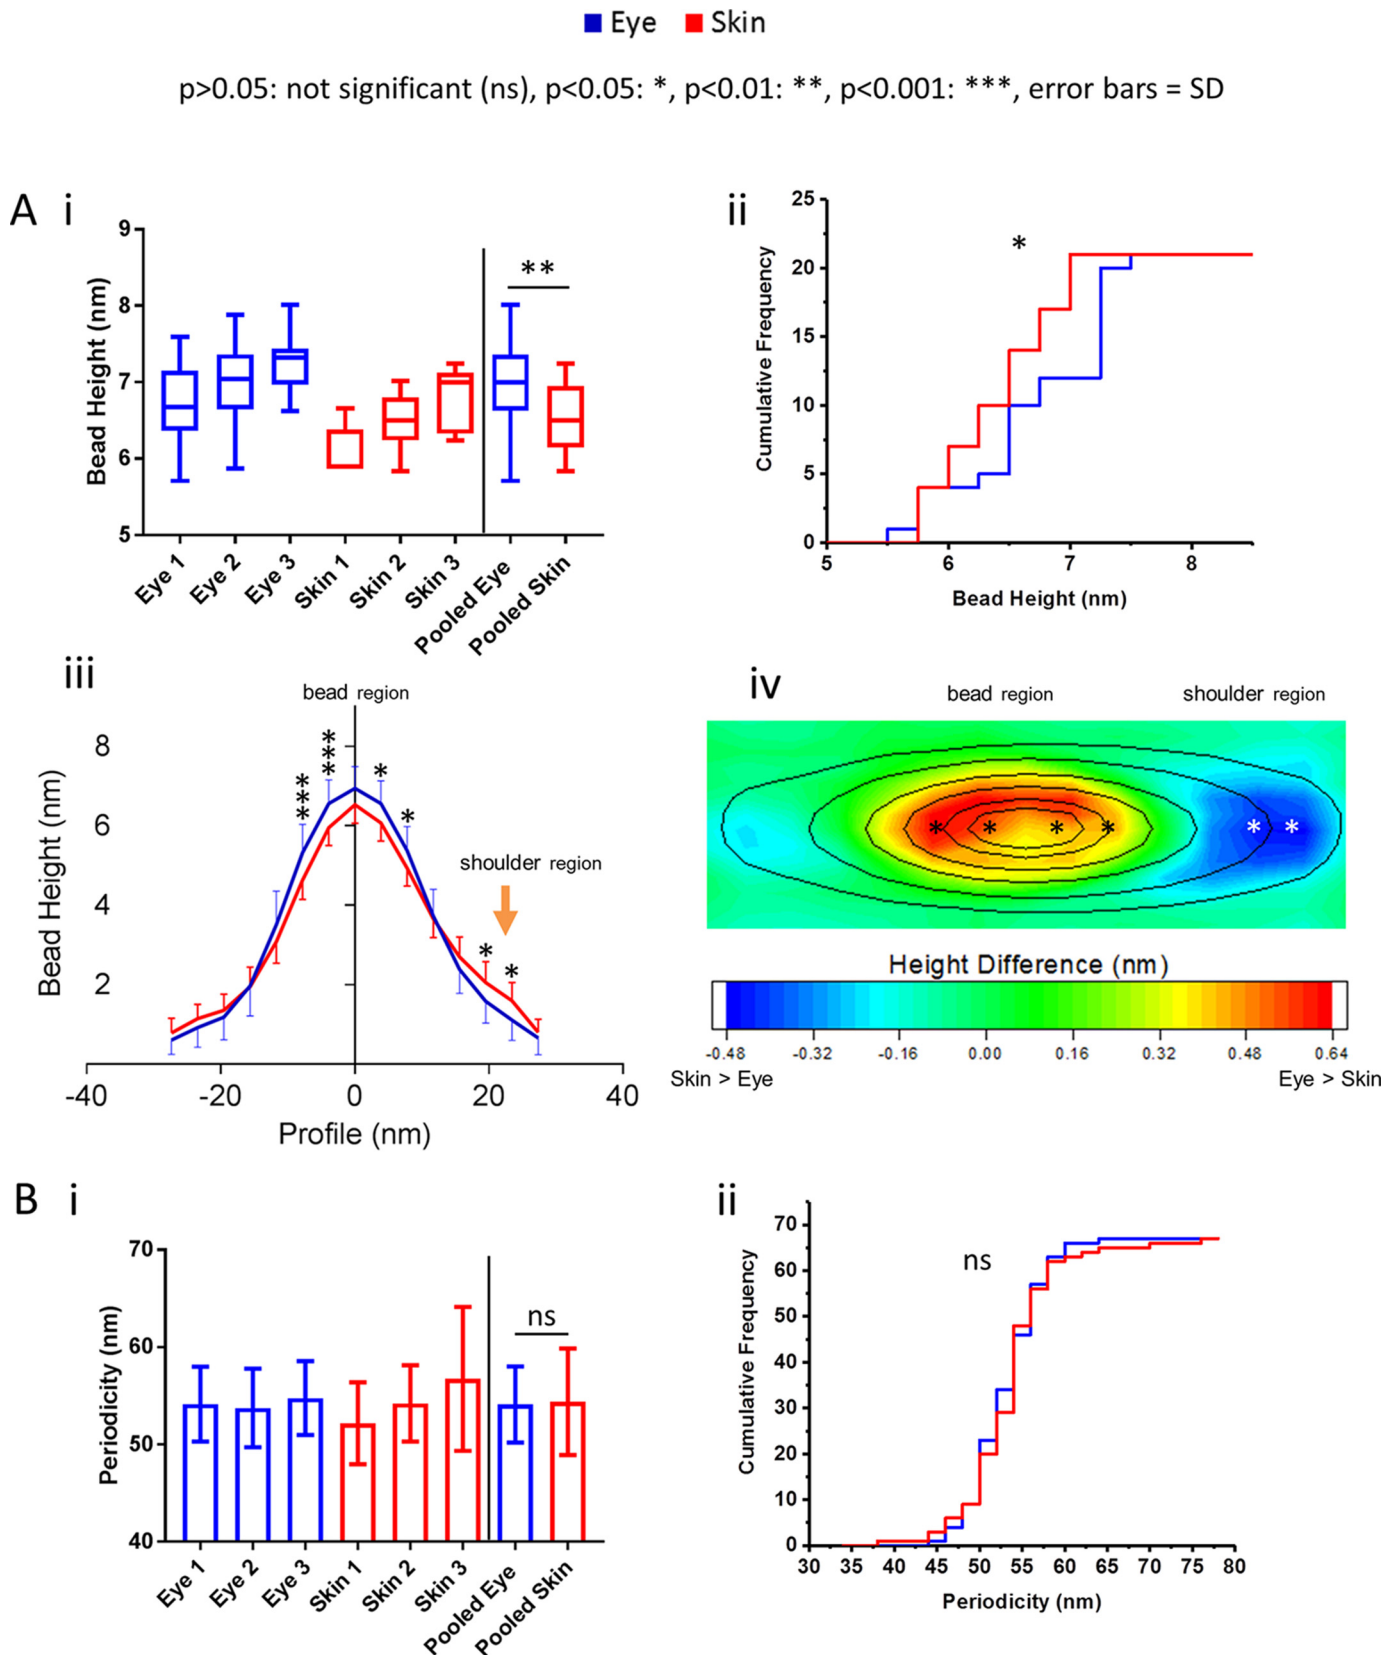 Eye Skin
p>0.05: not significant (ns), p<0.05: *, p<0.01: **, p<0.001: ***, error bars = SD
A i
Bead Height (nm)
9
8
7
6
5
**
Eye 1
Eye 2
Eye 3
Skin 1
Skin 2
Skin 3
Pooled Eye
Pooled Skin
ii
Cumulative Frequency
25
20
15
10
5
0
*
5 6 7 8
Bead Height (nm)
iii
bead region
Bead Height (nm)
8
6
4
2
***
***
*
*
shoulder region
*
*
-40 -20 0 20 40
Profile (nm)
iv
bead region shoulder region
* * * * * *
Height Difference (nm)
-0.48 -0.32 -0.16 0.00 0.16 0.32 0.48 0.64
Skin > Eye Eye > Skin
B i
Periodicity (nm)
70
60
50
40
ns
Eye 1
Eye 2
Eye 3
Skin 1
Skin 2
Skin 3
Pooled Eye
Pooled Skin
ii
Cumulative Frequency
70
60
50
40
30
20
10
0
ns
30 35 40 45 50 55 60 65 70 75 80
Periodicity (nm)